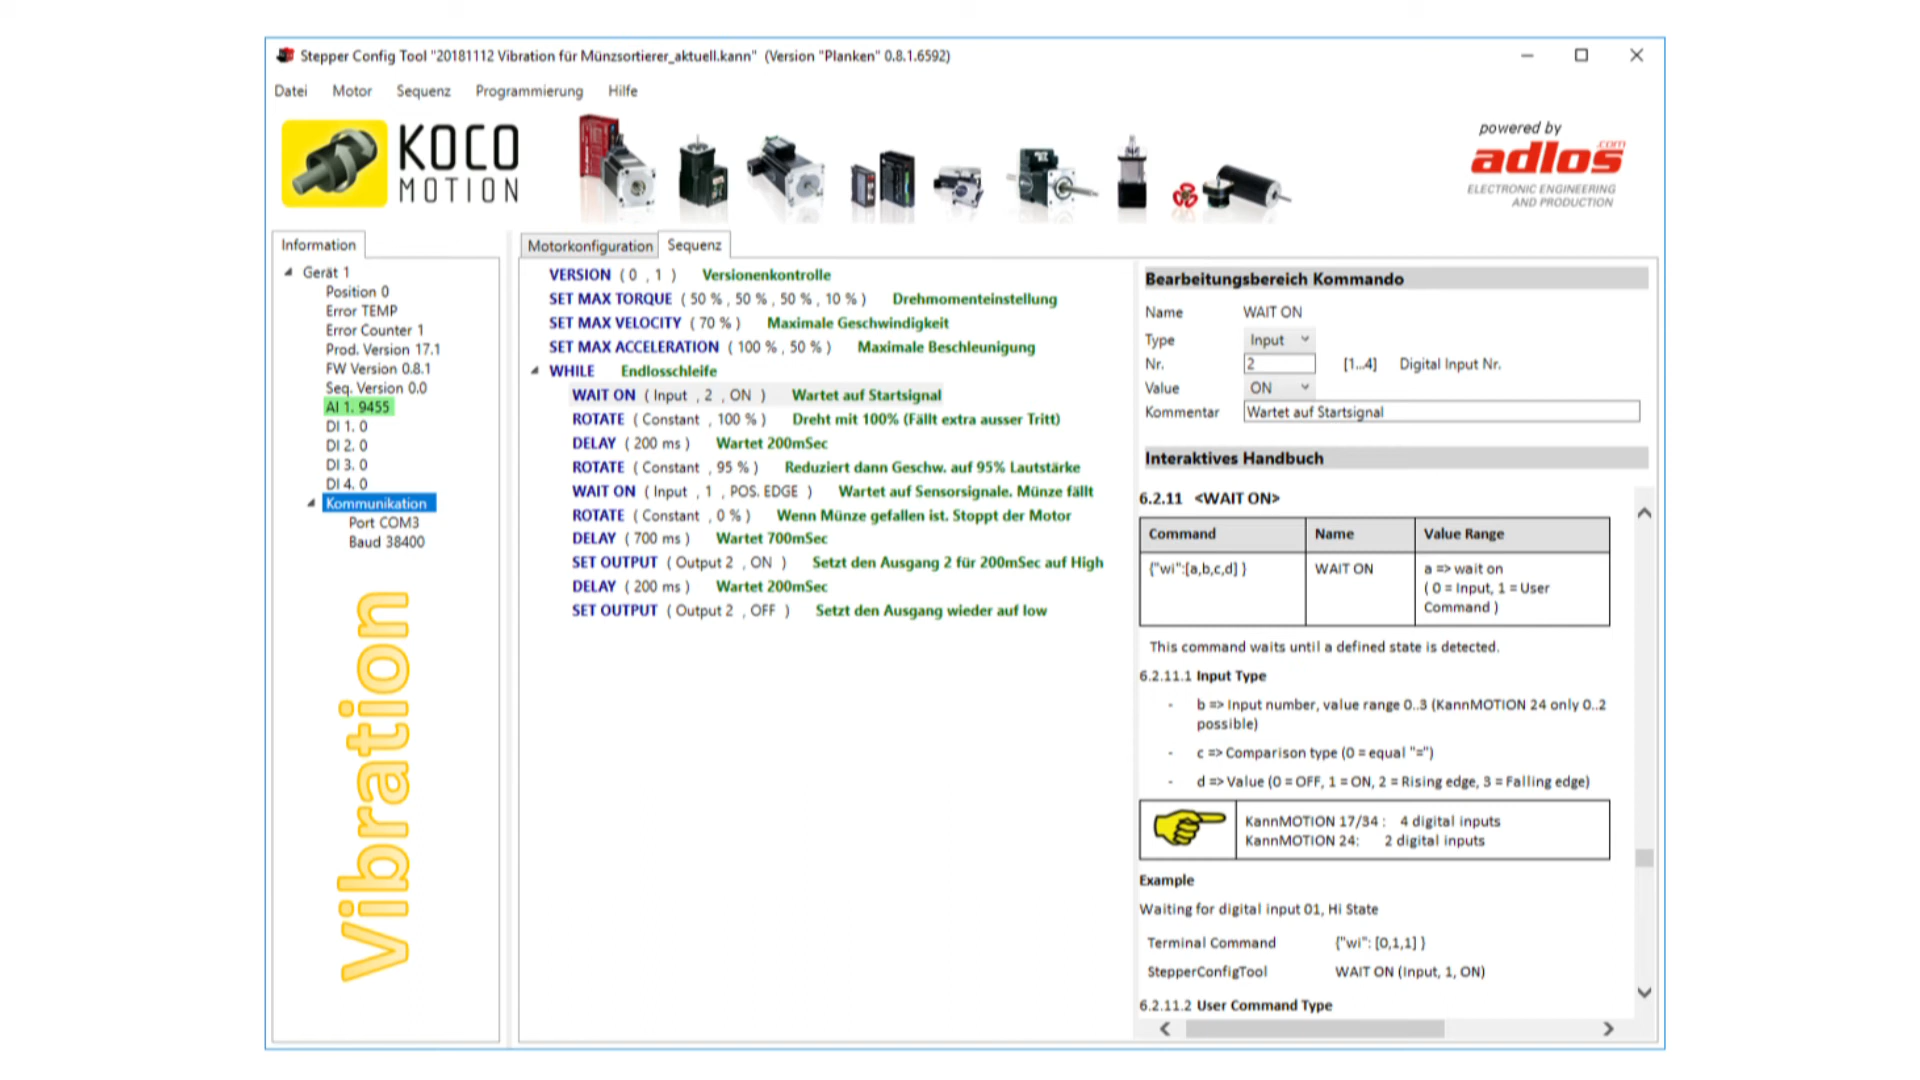 Stepper Config Tool "20181112 Vibration für Münzsortierer_aktuell.kann" (Version "Planken" 0.8.1.6592)
Datei Motor Sequenz Programmierung Hilfe
KOCO
MOTION
powered by
adlos.com
ELECTRONIC ENGINEERING
AND PRODUCTION
Information
Gerät 1
Position 0
Error TEMP
Error Counter 1
Prod. Version 17.1
FW Version 0.8.1
Seq. Version 0.0
AI 1. 9455
DI 1. 0
DI 2. 0
DI 3. 0
DI 4. 0
Kommunikation
Port COM3
Baud 38400
Vibration
Motorkonfiguration Sequenz
VERSION ( 0 , 1 ) Versionenkontrolle
SET MAX TORQUE ( 50 % , 50 % , 50 % , 10 % ) Drehmomenteinstellung
SET MAX VELOCITY ( 70 % ) Maximale Geschwindigkeit
SET MAX ACCELERATION ( 100 % , 50 % ) Maximale Beschleunigung
WHILE Endlosschleife
WAIT ON ( Input , 2 , ON ) Wartet auf Startsignal
ROTATE ( Constant , 100 % ) Dreht mit 100% (Fällt extra ausser Tritt)
DELAY ( 200 ms ) Wartet 200mSec
ROTATE ( Constant , 95 % ) Reduziert dann Geschw. auf 95% Lautstärke
WAIT ON ( Input , 1 , POS. EDGE ) Wartet auf Sensorsignale. Münze fällt
ROTATE ( Constant , 0 % ) Wenn Münze gefallen ist. Stoppt der Motor
DELAY ( 700 ms ) Wartet 700mSec
SET OUTPUT ( Output 2 , ON ) Setzt den Ausgang 2 für 200mSec auf High
DELAY ( 200 ms ) Wartet 200mSec
SET OUTPUT ( Output 2 , OFF ) Setzt den Ausgang wieder auf low
Bearbeitungsbereich Kommando
Name WAIT ON
Type Input
Nr. 2 [1...4] Digital Input Nr.
Value ON
Kommentar Wartet auf Startsignal
Interaktives Handbuch
6.2.11 <WAIT ON>
Command Name Value Range
{"wi":[a,b,c,d] } WAIT ON a => wait on
( 0 = Input, 1 = User
Command )
This command waits until a defined state is detected.
6.2.11.1 Input Type
- b => Input number, value range 0..3 (KannMOTION 24 only 0..2
possible)
- c => Comparison type (0 = equal "=")
- d => Value (0 = OFF, 1 = ON, 2 = Rising edge, 3 = Falling edge)
KannMOTION 17/34 : 4 digital inputs
KannMOTION 24: 2 digital inputs
Example
Waiting for digital input 01, Hi State
Terminal Command {"wi": [0,1,1] }
StepperConfigTool WAIT ON (Input, 1, ON)
6.2.11.2 User Command Type